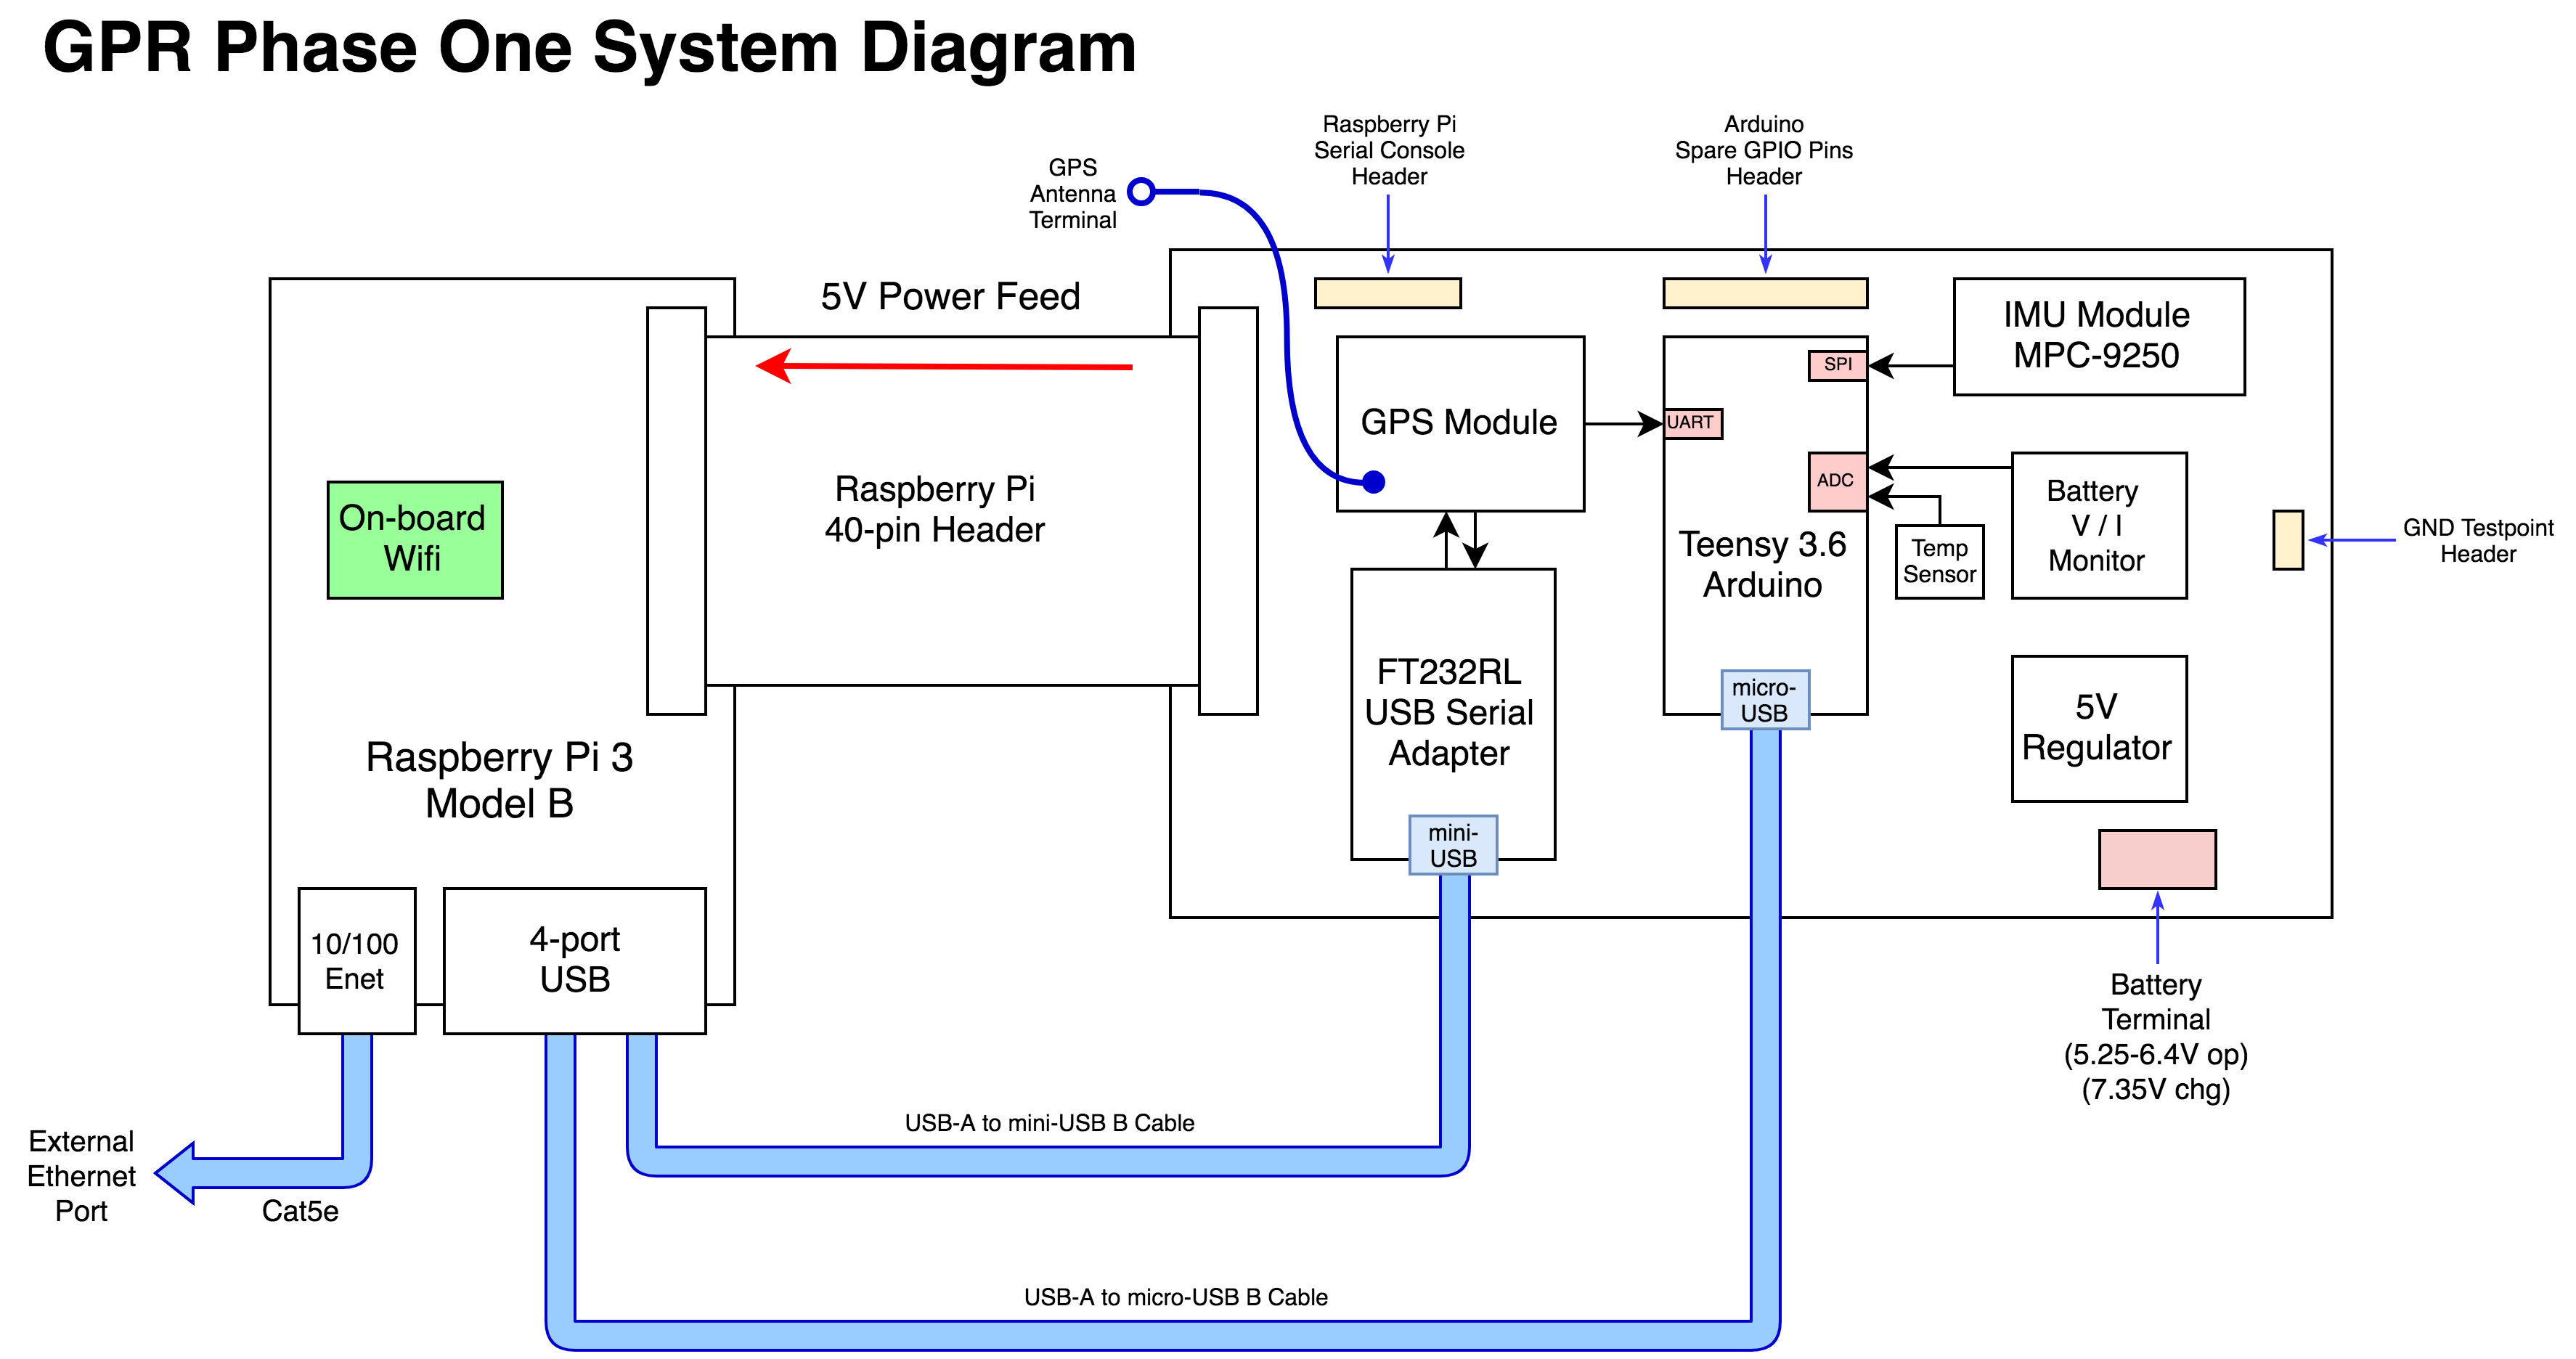 GPR Phase One System Diagram
Raspberry Pi
Serial Console
Header
Arduino
Spare GPIO Pins
Header
GPS
Antenna
Terminal
5V Power Feed
IMU Module
MPC-9250
SPI
GPS Module
UART
Raspberry Pi
40-pin Header
On-board
Wifi
ADC
Battery
V / I
Monitor
Temp
Sensor
GND Testpoint
Header
Teensy 3.6
Arduino
FT232RL
USB Serial
Adapter
micro-
USB
5V
Regulator
Raspberry Pi 3
Model B
mini-
USB
10/100
Enet
4-port
USB
Battery
Terminal
(5.25-6.4V op)
(7.35V chg)
USB-A to mini-USB B Cable
External
Ethernet
Port
Cat5e
USB-A to micro-USB B Cable